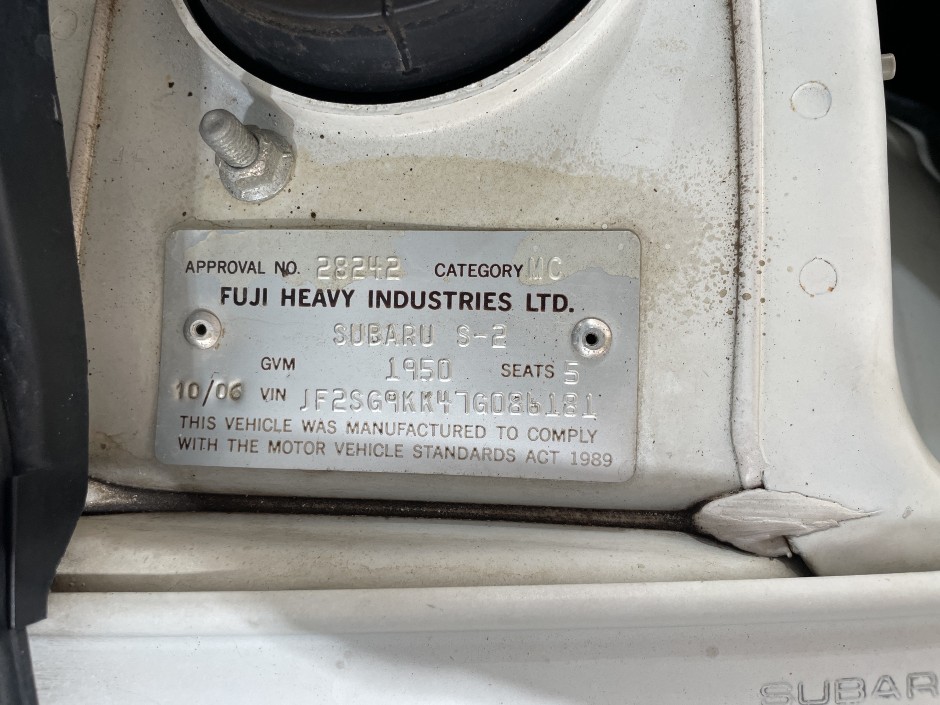 APPROVAL NO. 28242 CATEGORY MC
FUJI HEAVY INDUSTRIES LTD.
SUBARU S-2
GVM 1950 SEATS 5
10/06 VIN JF2SG9KK47G086181
THIS VEHICLE WAS MANUFACTURED TO COMPLY
WITH THE MOTOR VEHICLE STANDARDS ACT 1989
SUBAR